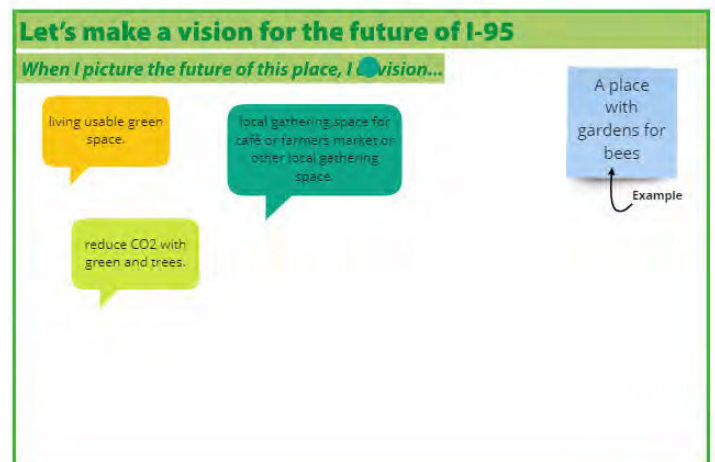 Let's make a vision for the future of I-95
When I picture the future of this place, I vision...
living usable green
space.
local gathering space for
café or farmers market or
other local gathering
space.
A place
with
gardens for
bees
Example
reduce CO2 with
green and trees.